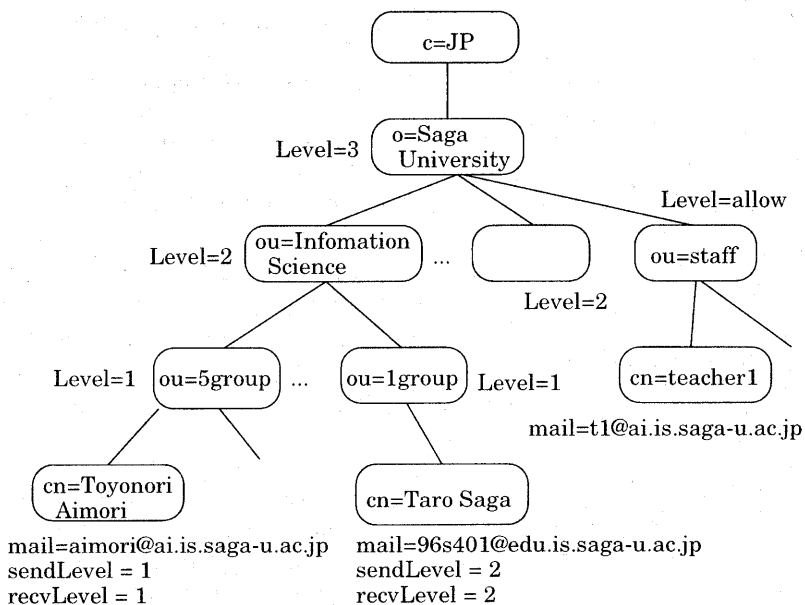 c=JP
Level=3
o=Saga
University
Level=allow
Level=2
ou=Infomation
Science
...
ou=staff
Level=2
Level=1
ou=5group
...
ou=1group
Level=1
cn=teacher1
mail=t1@ai.is.saga-u.ac.jp
cn=Toyonori
Aimori
cn=Taro Saga
mail=aimori@ai.is.saga-u.ac.jp
sendLevel = 1
recvLevel = 1
mail=96s401@edu.is.saga-u.ac.jp
sendLevel = 2
recvLevel = 2